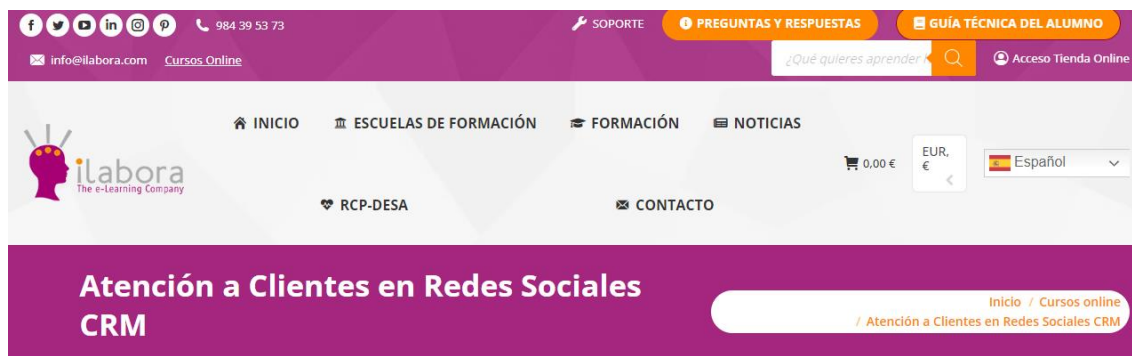 984 39 53 73
SOPORTE
PREGUNTAS Y RESPUESTAS
GUÍA TÉCNICA DEL ALUMNO
info@ilabora.com
Cursos Online
¿Qué quieres aprender
Acceso Tienda Online
INICIO
ESCUELAS DE FORMACIÓN
FORMACIÓN
NOTICIAS
iLabora
The e-Learning Company
0,00 €
EUR,
€
Español
RCP-DESA
CONTACTO
Atención a Clientes en Redes Sociales
CRM
Inicio / Cursos online
/ Atención a Clientes en Redes Sociales CRM